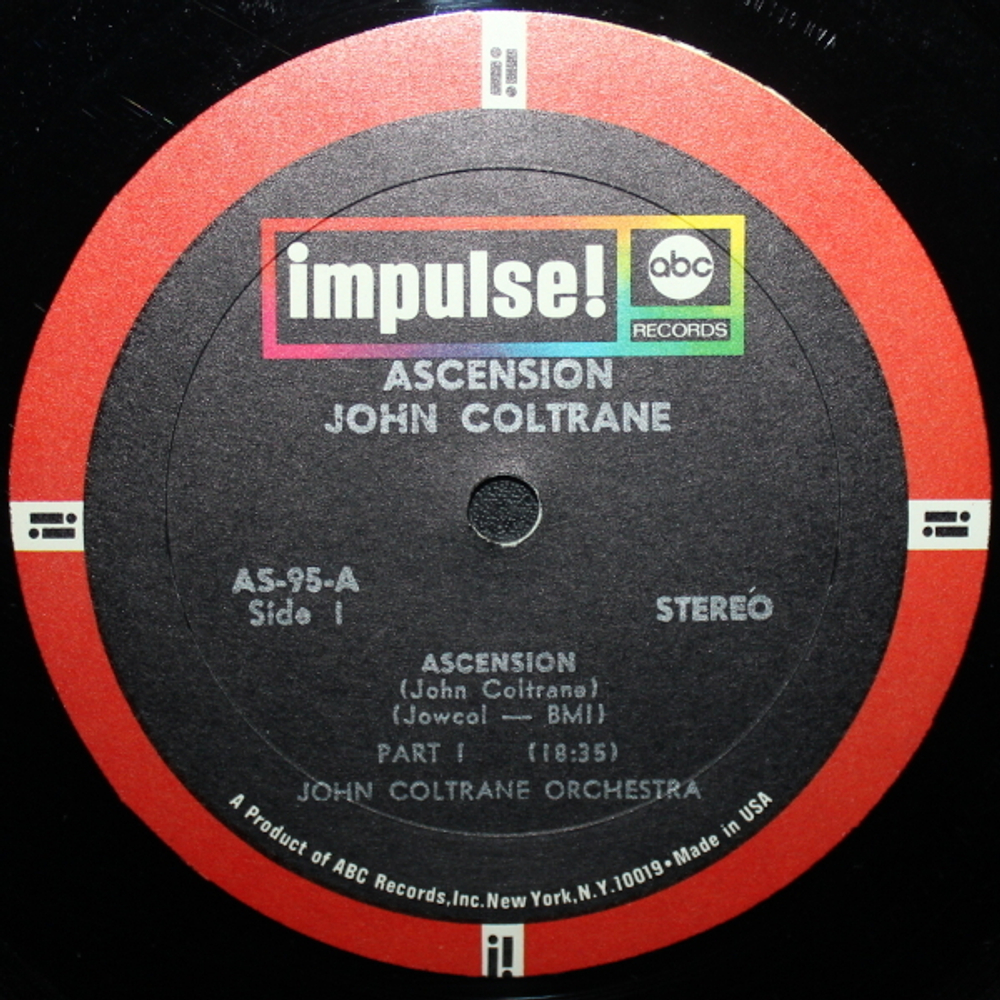 impulse!
abc
RECORDS
ASCENSION
JOHN COLTRANE
AS-95-A
Side 1
STEREO
ASCENSION
(John Coltrane)
(Jowcol — BMI)
PART 1 (18:35)
JOHN COLTRANE ORCHESTRA
A Product of ABC Records,Inc.New York,N.Y.10019•Made in USA